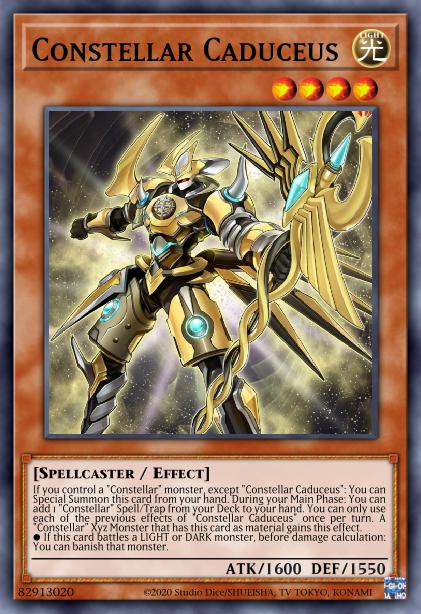 CONSTELLAR CADUCEUS
LIGHT
光
[SPELLCASTER / EFFECT]
If you control a "Constellar" monster, except "Constellar Caduceus": You can
Special Summon this card from your hand. During your Main Phase: You can
add 1 "Constellar" Spell/Trap from your Deck to your hand. You can only use
each of the previous effects of "Constellar Caduceus" once per turn. A
"Constellar" Xyz Monster that has this card as material gains this effect.
● If this card battles a LIGHT or DARK monster, before damage calculation:
You can banish that monster.
ATK/1600 DEF/1550
82913020
©2020 Studio Dice/SHUEISHA, TV TOKYO, KONAMI